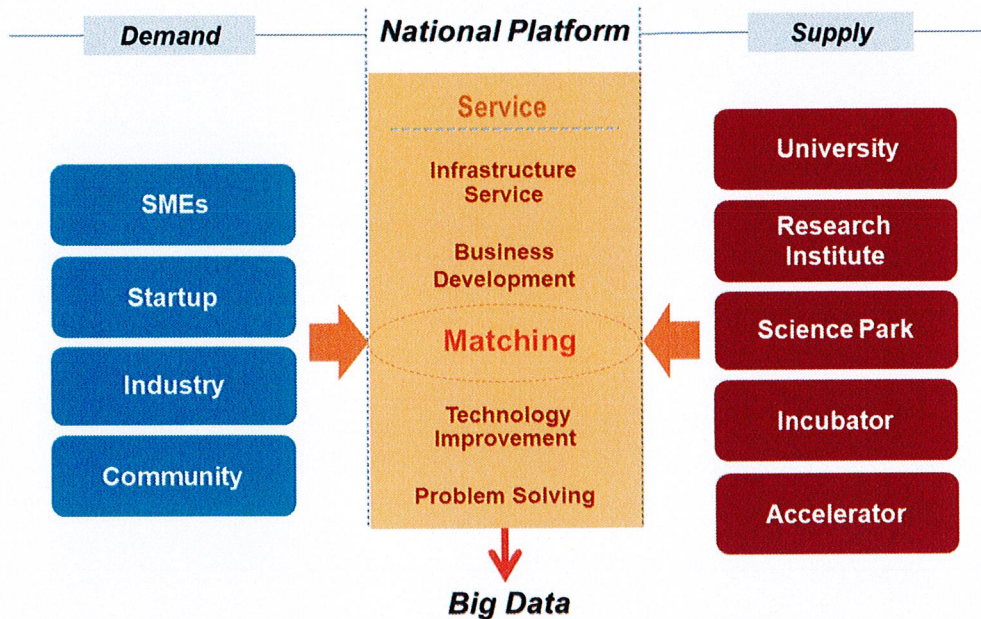 Demand
National Platform
Supply
Service
Infrastructure
Service
Business
Development
Matching
Technology
Improvement
Problem Solving
SMEs
Startup
Industry
Community
University
Research
Institute
Science Park
Incubator
Accelerator
Big Data